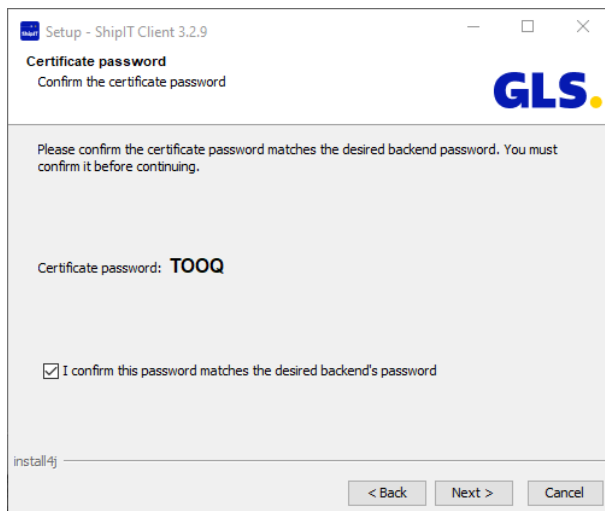 ShipIT
Setup - ShipIT Client 3.2.9
Certificate password
Confirm the certificate password
GLS.
Please confirm the certificate password matches the desired backend password. You must
confirm it before continuing.
Certificate password: TOOQ
I confirm this password matches the desired backend's password
install4j
< Back
Next >
Cancel